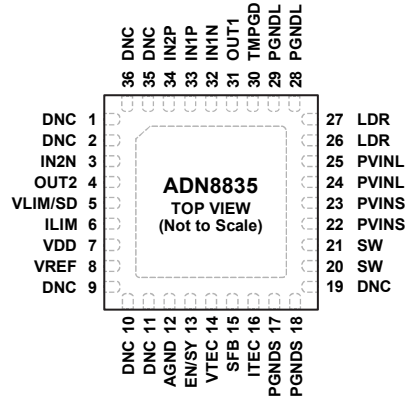 36 DNC
35 DNC
34 IN2P
33 IN1P
32 IN1N
31 OUT1
30 TMPGD
29 PGNDL
28 PGNDL
DNC 1
DNC 2
IN2N 3
OUT2 4
VLIM/SD 5
ILIM 6
VDD 7
VREF 8
DNC 9
ADN8835
TOP VIEW
(Not to Scale)
27 LDR
26 LDR
25 PVINL
24 PVINL
23 PVINS
22 PVINS
21 SW
20 SW
19 DNC
DNC 10
DNC 11
AGND 12
EN/SY 13
VTEC 14
SFB 15
ITEC 16
PGNDS 17
PGNDS 18